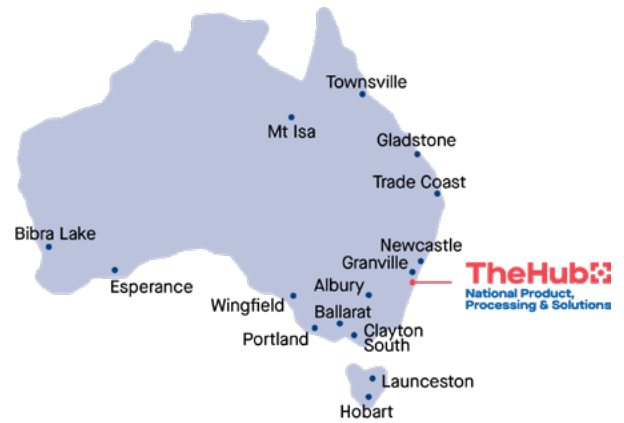 Townsville
Mt Isa
Gladstone
Trade Coast
Bibra Lake
Newcastle
Granville
TheHub
National Product,
Processing & Solutions
Esperance
Albury
Wingfield
Ballarat
Portland
Clayton
South
Launceston
Hobart